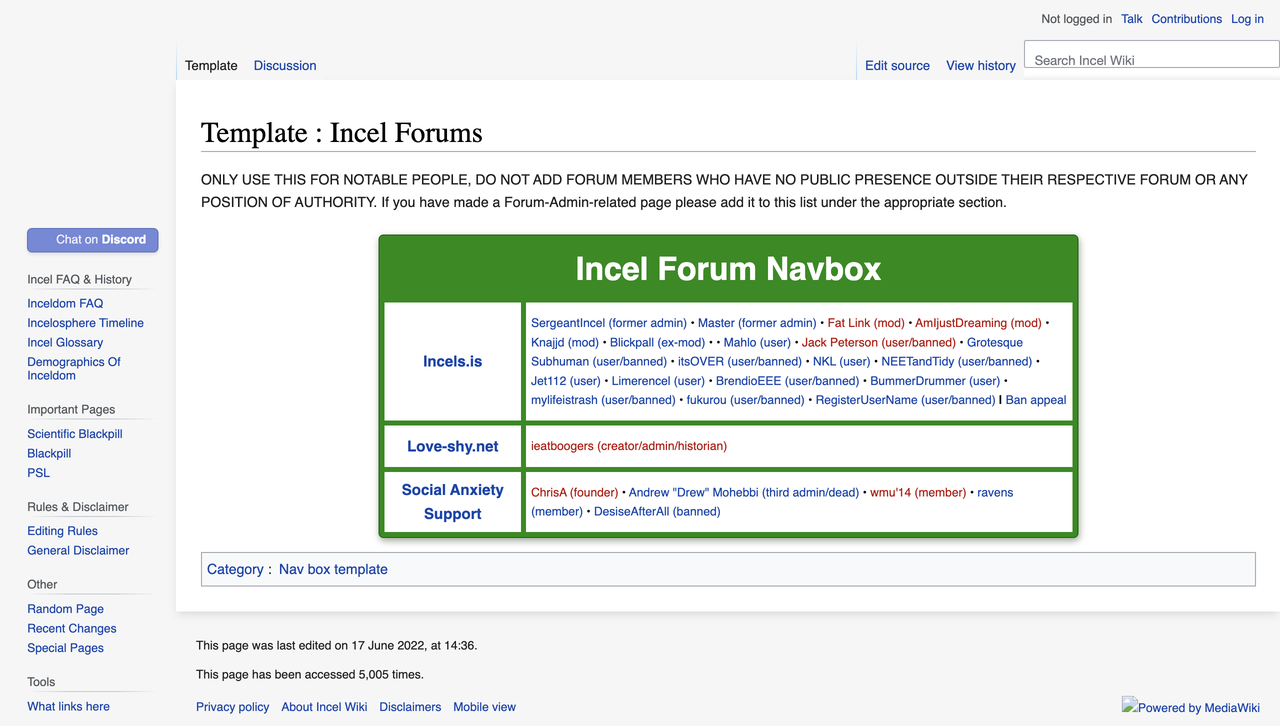 Not logged in Talk Contributions Log in
Template Discussion Edit source View history Search Incel Wiki
Template : Incel Forums
ONLY USE THIS FOR NOTABLE PEOPLE, DO NOT ADD FORUM MEMBERS WHO HAVE NO PUBLIC PRESENCE OUTSIDE THEIR RESPECTIVE FORUM OR ANY
POSITION OF AUTHORITY. If you have made a Forum-Admin-related page please add it to this list under the appropriate section.
Incel Forum Navbox
Incels.is
SergeantIncel (former admin) • Master (former admin) • Fat Link (mod) • AmIjustDreaming (mod) •
Knajjd (mod) • Blickpall (ex-mod) • • Mahlo (user) • Jack Peterson (user/banned) • Grotesque
Subhuman (user/banned) • itsOVER (user/banned) • NKL (user) • NEETandTidy (user/banned) •
Jet112 (user) • Limerencel (user) • BrendioEEE (user/banned) • BummerDrummer (user) •
mylifeistrash (user/banned) • fukurou (user/banned) • RegisterUserName (user/banned) I Ban appeal
Love-shy.net
ieatboogers (creator/admin/historian)
Social Anxiety
Support
ChrisA (founder) • Andrew "Drew" Mohebbi (third admin/dead) • wmu'14 (member) • ravens
(member) • DesiseAfterAll (banned)
Category : Nav box template
Chat on Discord
Incel FAQ & History
Inceldom FAQ
Incelosphere Timeline
Incel Glossary
Demographics Of
Inceldom
Important Pages
Scientific Blackpill
Blackpill
PSL
Rules & Disclaimer
Editing Rules
General Disclaimer
Other
Random Page
Recent Changes
Special Pages
Tools
What links here
This page was last edited on 17 June 2022, at 14:36.
This page has been accessed 5,005 times.
Privacy policy About Incel Wiki Disclaimers Mobile view
Powered by MediaWiki